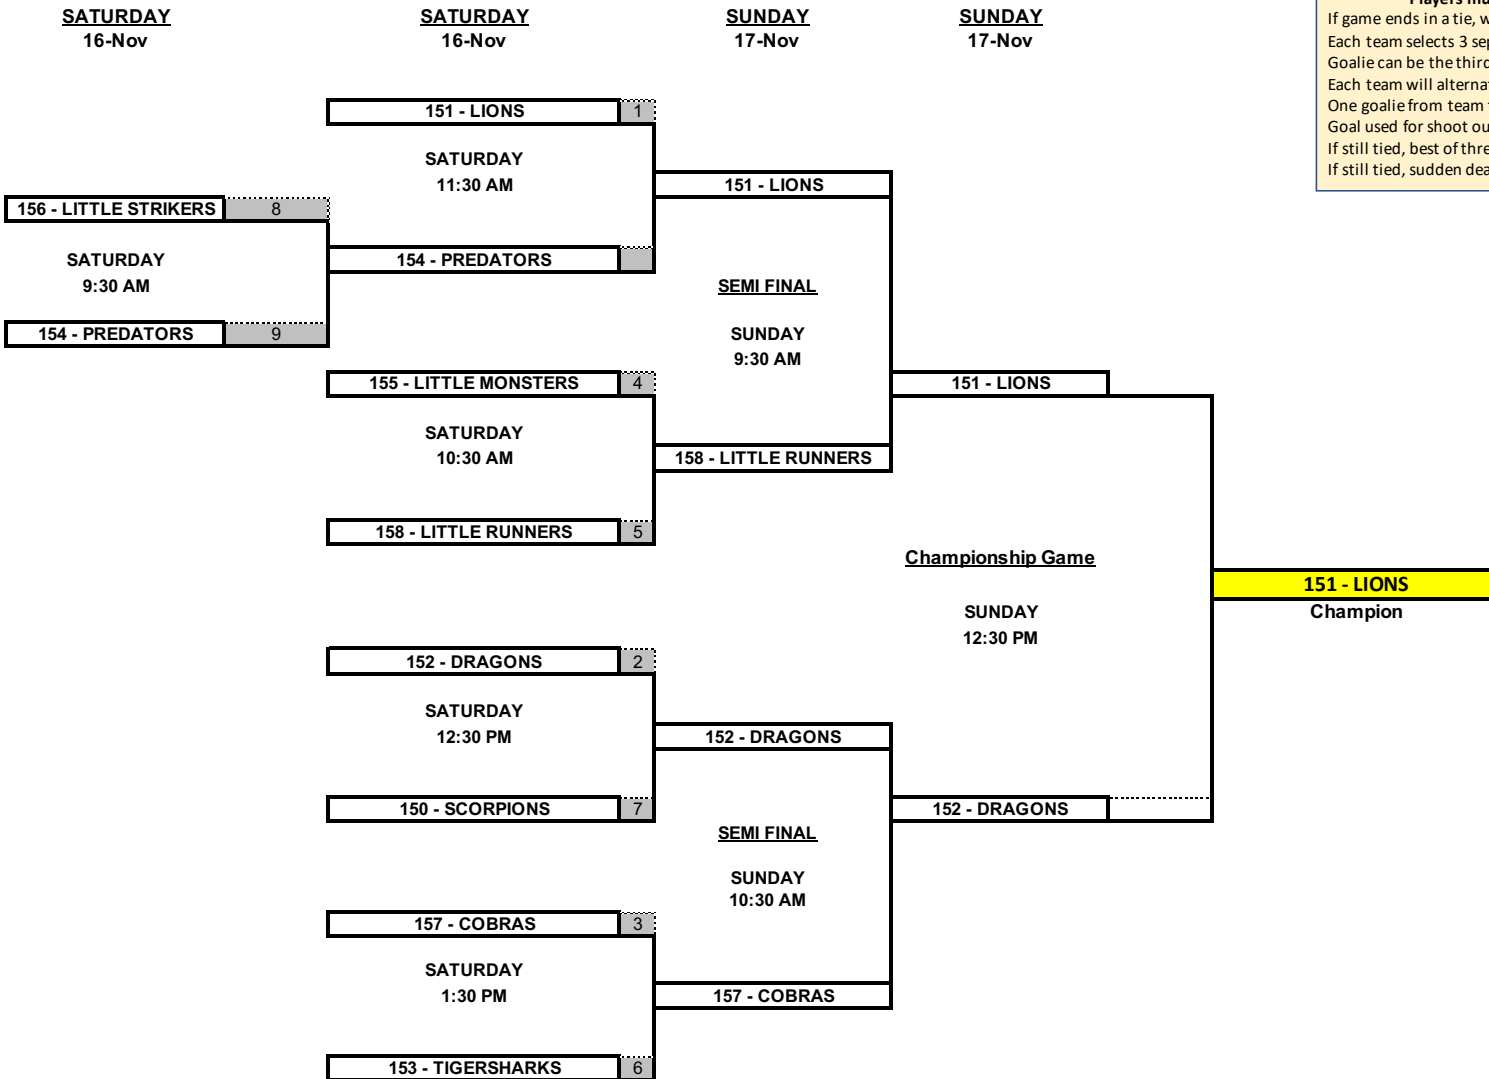 SATURDAY
16-Nov
SATURDAY
16-Nov
SUNDAY
17-Nov
SUNDAY
17-Nov
Players
If game ends in a tie,
Each team selects 3
Goalie can be the
Each team will
One goalie from team
Goal used for shoot
If still tied, best of
If still tied, sudden
151 - LIONS 1
SATURDAY
11:30 AM
154 - PREDATORS
156 - LITTLE STRIKERS 8
SATURDAY
9:30 AM
154 - PREDATORS 9
155 - LITTLE MONSTERS 4
SATURDAY
10:30 AM
158 - LITTLE RUNNERS 5
152 - DRAGONS 2
SATURDAY
12:30 PM
150 - SCORPIONS 7
157 - COBRAS 3
SATURDAY
1:30 PM
153 - TIGERSHARKS 6
151 - LIONS
SEMI FINAL
SUNDAY
9:30 AM
158 - LITTLE RUNNERS
152 - DRAGONS
SEMI FINAL
SUNDAY
10:30 AM
157 - COBRAS
151 - LIONS
Championship Game
SUNDAY
12:30 PM
152 - DRAGONS
151 - LIONS
Champion